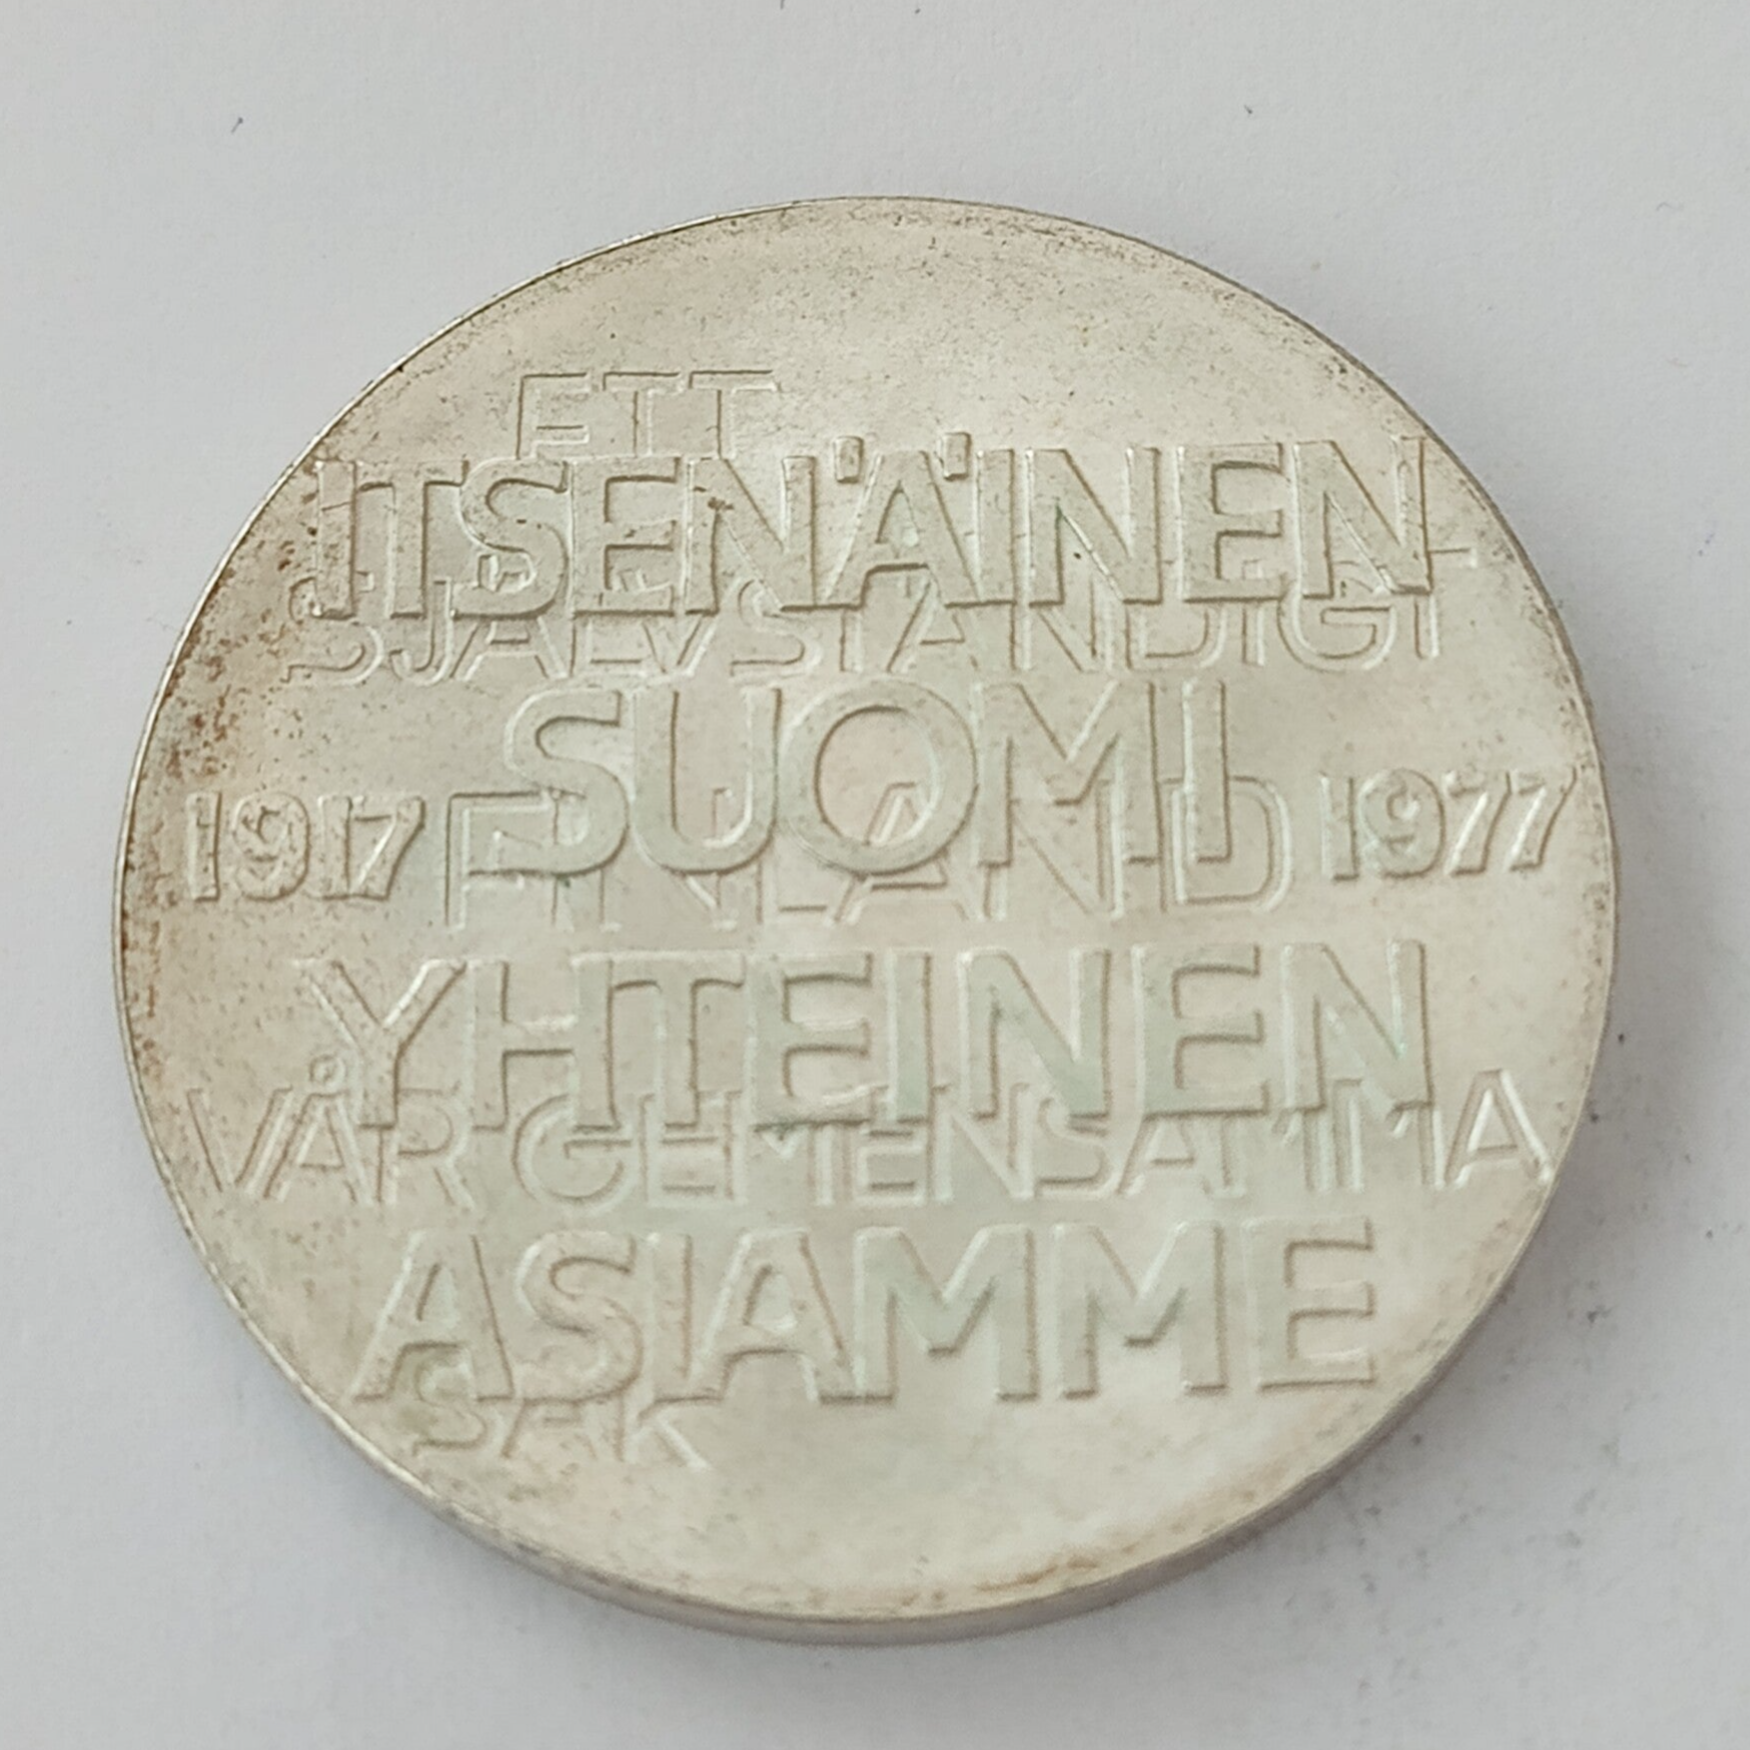 ETT
ITSENÄINEN
SJÄLVSTÄNDIGT
SUOMI
1917 FINLAND 1977
YHTEINEN
VÅR GEMENSAMMA
ASIAMME
SAK